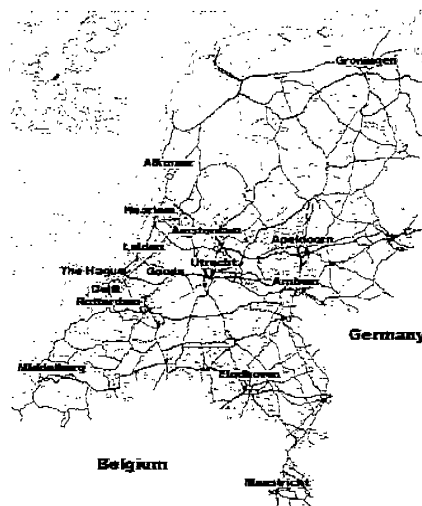 Groningen
Alkmaar
Haarlem
Amsterdam
Leiden
Apeldoorn
Utrecht
The Hague
Gouda
Delft
Arnhem
Rotterdam
Germany
Middelburg
Eindhoven
Belgium
Maastricht